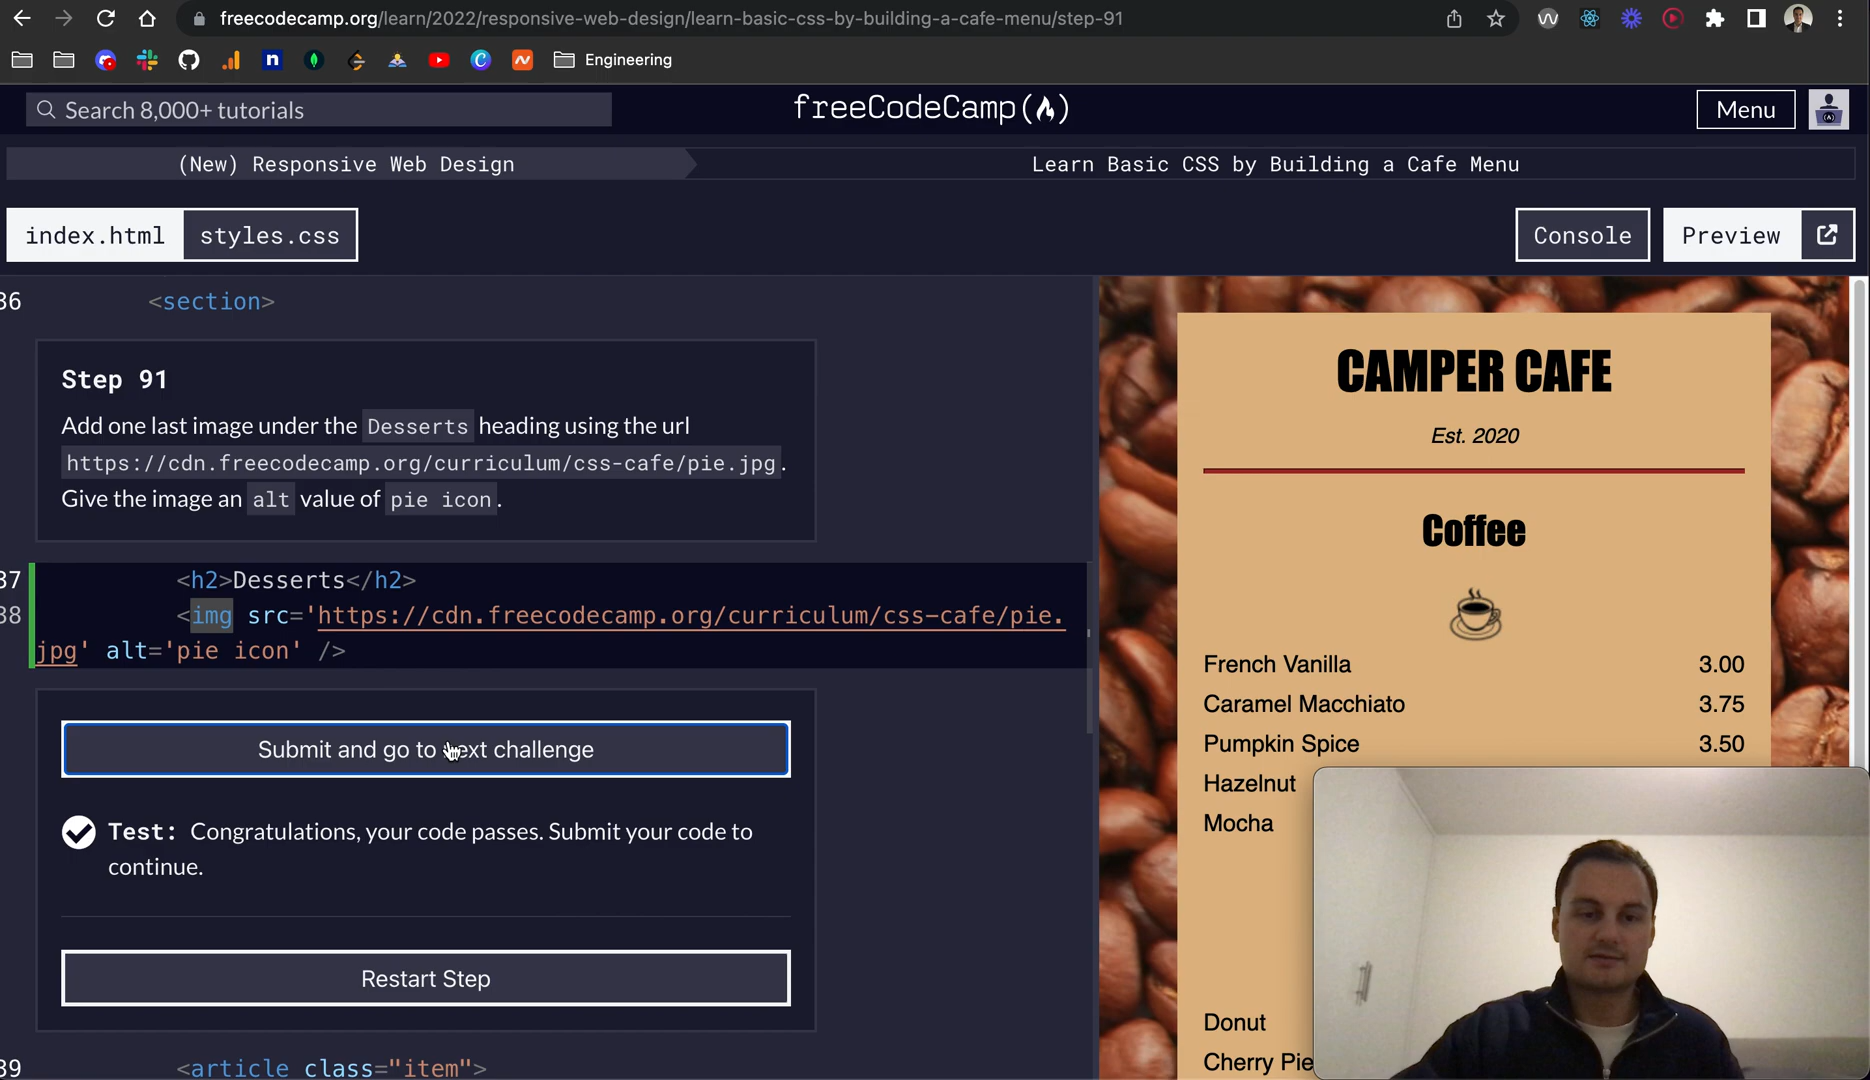 freecodecamp.org/learn/2022/responsive-web-design/learn-basic-css-by-building-a-cafe-menu/step-91
Engineering
Search 8,000+ tutorials
freeCodeCamp(🔥)
Menu
(New) Responsive Web Design
Learn Basic CSS by Building a Cafe Menu
index.html
styles.css
Console
Preview
36 <section>
Step 91
Add one last image under the Desserts heading using the url
https://cdn.freecodecamp.org/curriculum/css-cafe/pie.jpg.
Give the image an alt value of pie icon.
37 <h2>Desserts</h2>
38 <img src='https://cdn.freecodecamp.org/curriculum/css-cafe/pie.
jpg' alt='pie icon' />
Submit and go to next challenge
Test: Congratulations, your code passes. Submit your code to
continue.
Restart Step
39 <article class="item">
CAMPER CAFE
Est. 2020
Coffee
French Vanilla 3.00
Caramel Macchiato 3.75
Pumpkin Spice 3.50
Hazelnut
Mocha
Donut
Cherry Pie